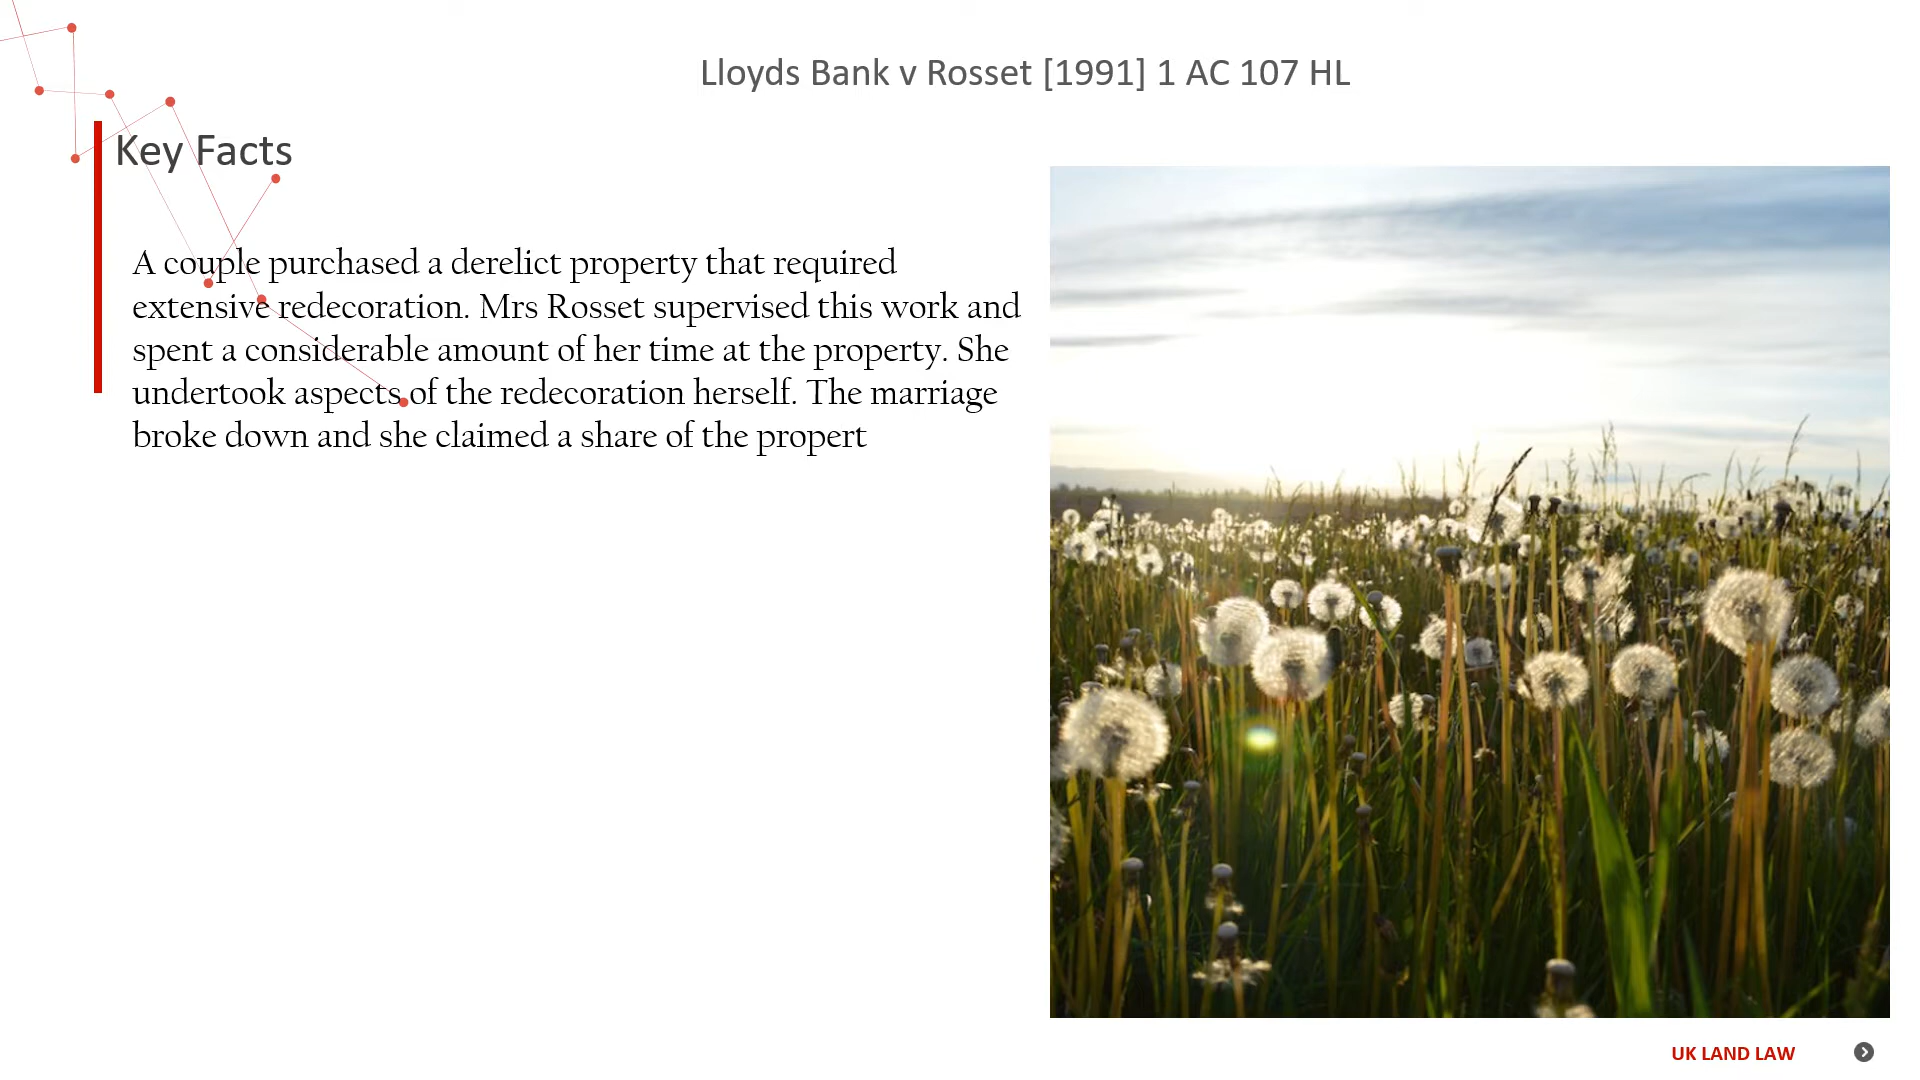 Lloyds Bank v Rosset [1991] 1 AC 107 HL
Key Facts
A couple purchased a derelict property that required
extensive redecoration. Mrs Rosset supervised this work and
spent a considerable amount of her time at the property. She
undertook aspects of the redecoration herself. The marriage
broke down and she claimed a share of the propert
UK LAND LAW